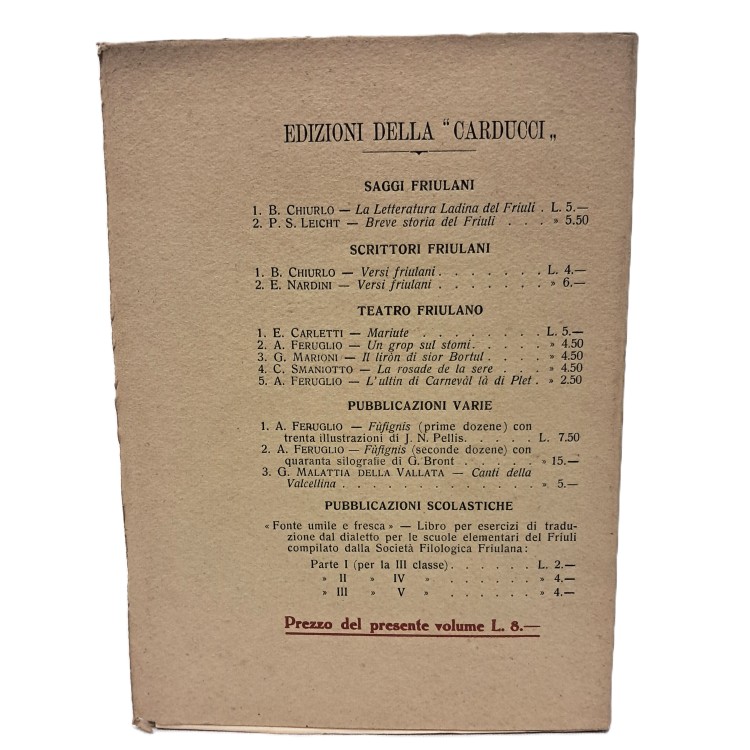 EDIZIONI DELLA "CARDUCCI„
SAGGI FRIULANI
1. B. CHIURLO — La Letteratura Ladina del Friuli . L. 5.—
2. P. S. LEICHT — Breve storia del Friuli . . . » 5.50
SCRITTORI FRIULANI
1. B. CHIURLO — Versi friulani . . . . . . . L. 4.—
2. E. NARDINI — Versi friulani . . . . . . . » 6.—
TEATRO FRIULANO
1. E. CARLETTI — Mariute . . . . . . . . L. 5.—
2. A. FERUGLIO — Un grop sul stomi . . . . . » 4.50
3. G. MARIONI — Il liròn di sior Bortul . . . . » 4.50
4. C. SMANIOTTO — La rosade de la sere . . . . » 4.50
5. A. FERUGLIO — L'ultin di Carnevâl là di Plet . » 2.50
PUBBLICAZIONI VARIE
1. A. FERUGLIO — Fûfignis (prime dozene) con
trenta illustrazioni di J. N. Pellis. . . . . L. 7.50
2. A. FERUGLIO — Fûfignis (seconde dozene) con
quaranta silografie di G. Bront . . . . . » 15.—
3. G. MALATTIA DELLA VALLATA — Canti della
Valcellina . . . . . . . . . . . . » 5.—
PUBBLICAZIONI SCOLASTICHE
« Fonte umile e fresca » — Libro per esercizi di tradu-
zione dal dialetto per le scuole elementari del Friuli
compilato dalla Società Filologica Friulana:
Parte I (per la III classe) . . . . . . L. 2.—
» II » IV » . . . . . . » 4.—
» III » V » . . . . . . » 4.—
Prezzo del presente volume L. 8.—